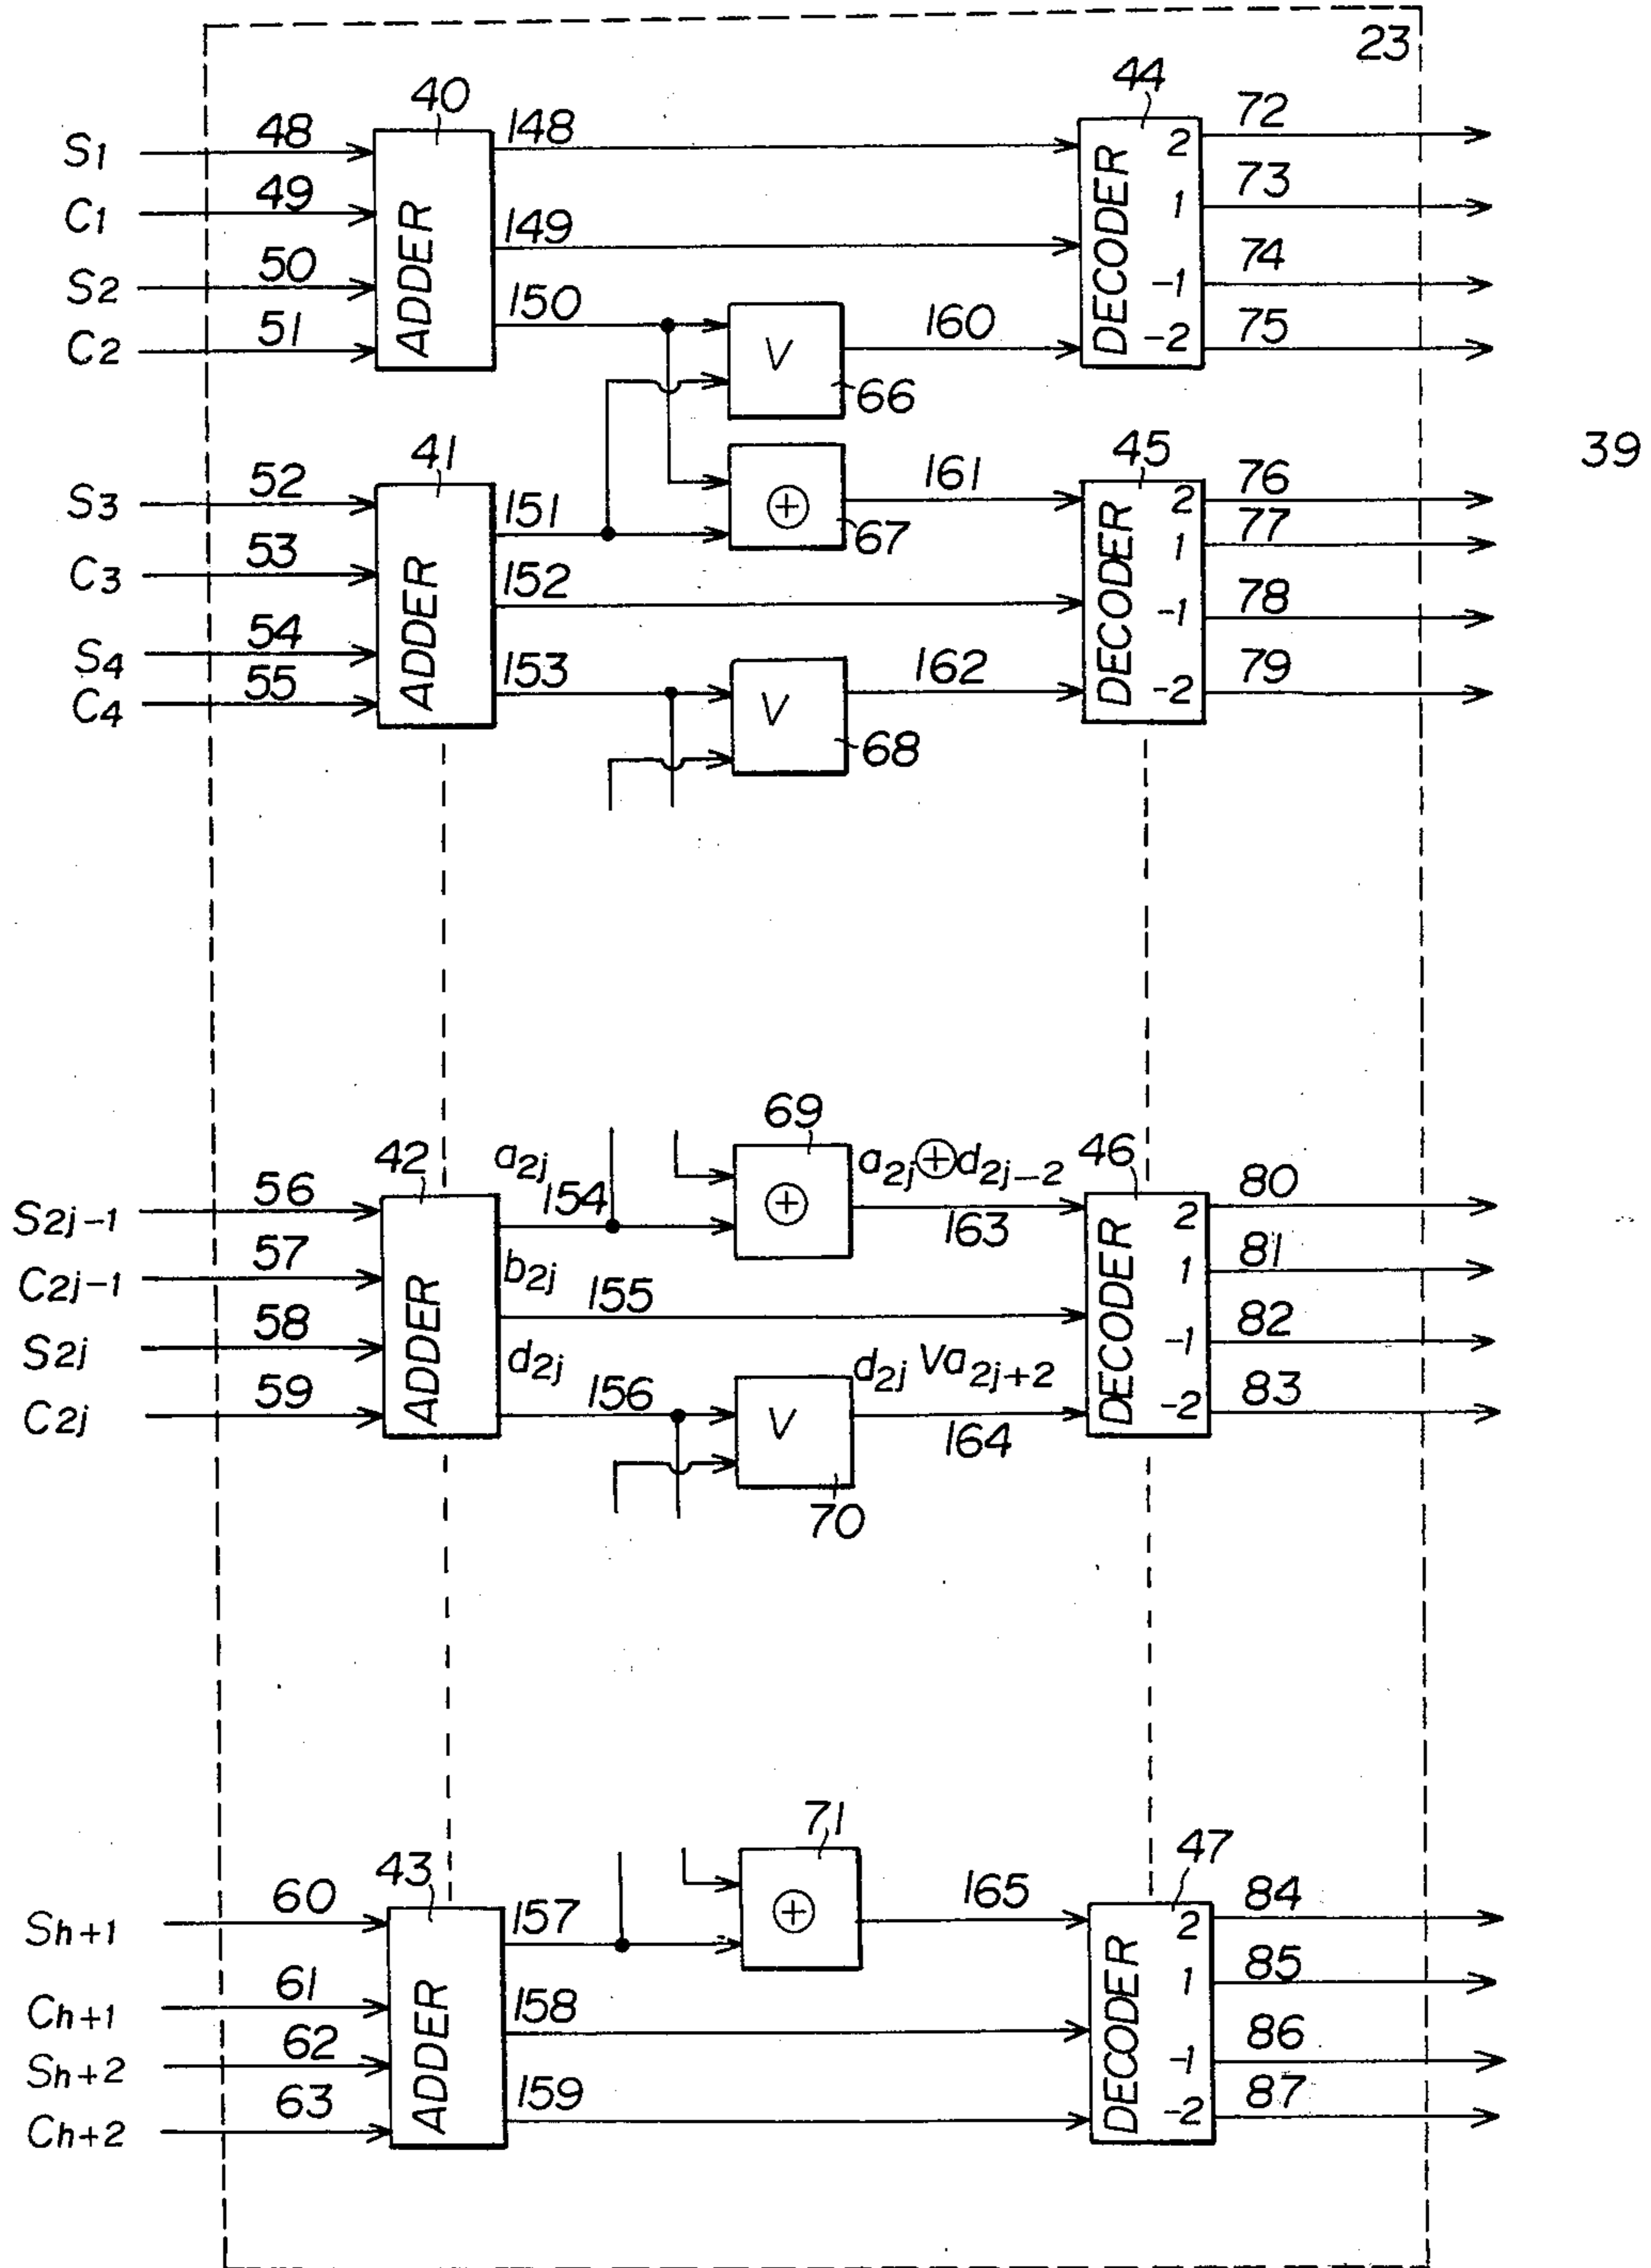 23
40
44
S1 48 148 2 72
C1 49 ADDER 149 DECODER 1 73
S2 50 150 -1 74
C2 51 V 160 -2 75
66
39
41
45
S3 52 151 ⊕ 161 2 76
67
C3 53 ADDER 152 DECODER 1 77
S4 54 153 -1 78
C4 55 V 162 -2 79
68
69
42 a2j a2j⊕d2j-2 46
S2j-1 56 154 ⊕ 163 2 80
C2j-1 57 ADDER b2j 155 DECODER 1 81
S2j 58 d2j d2j Va2j+2 -1 82
C2j 59 156 V 164 -2 83
70
71
43 47
Sh+1 60 157 ⊕ 165 2 84
Ch+1 61 ADDER 158 DECODER 1 85
Sh+2 62 -1 86
Ch+2 63 159 -2 87